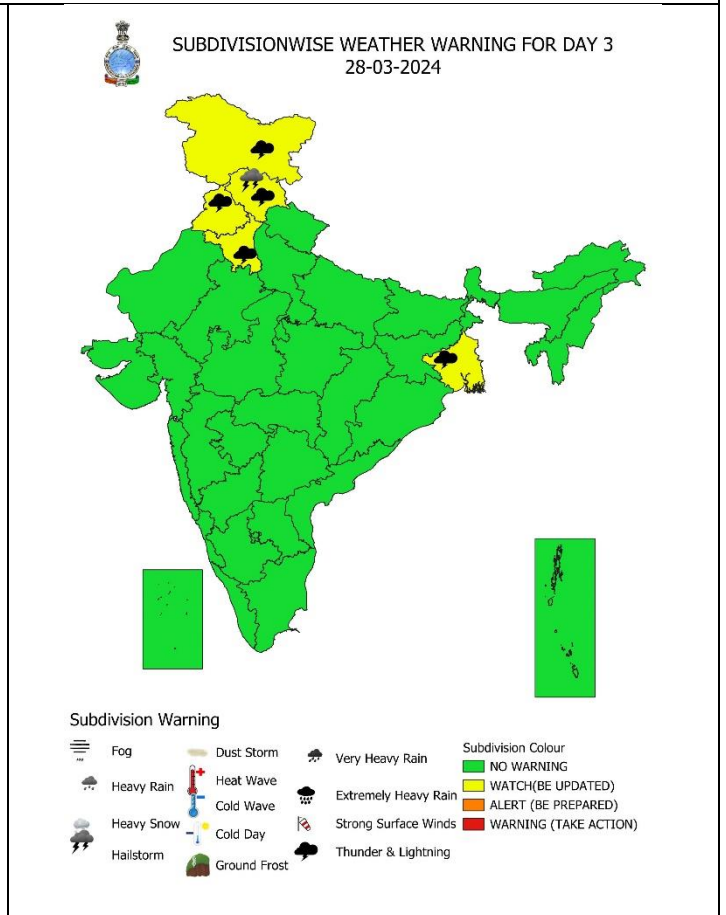 SUBDIVISIONWISE WEATHER WARNING FOR DAY 3
28-03-2024
Subdivision Warning
Fog
Heavy Rain
Heavy Snow
Hailstorm
Dust Storm
Heat Wave
Cold Wave
Cold Day
Ground Frost
Very Heavy Rain
Extremely Heavy Rain
Strong Surface Winds
Thunder & Lightning
Subdivision Colour
NO WARNING
WATCH(BE UPDATED)
ALERT (BE PREPARED)
WARNING (TAKE ACTION)